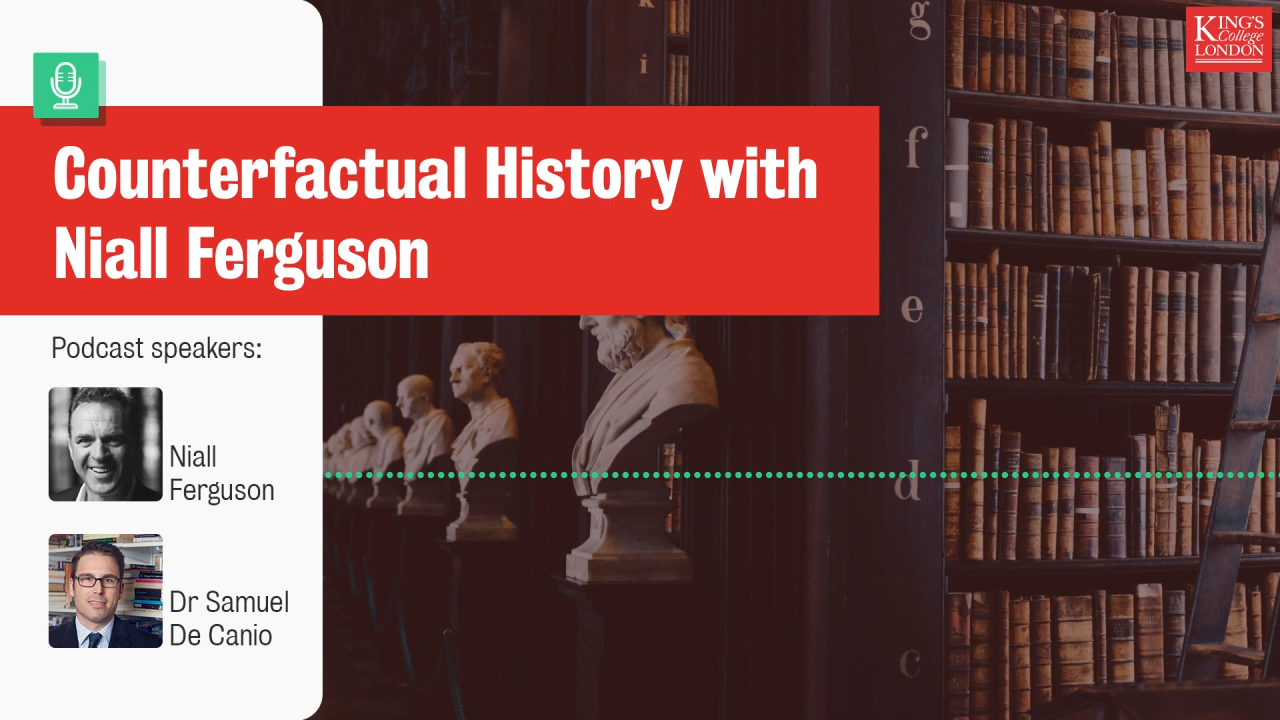 Counterfactual History with
Niall Ferguson
Podcast speakers:
Niall
Ferguson
Dr Samuel
De Canio
KING'S
College
LONDON
k
i
g
f
e
d
c